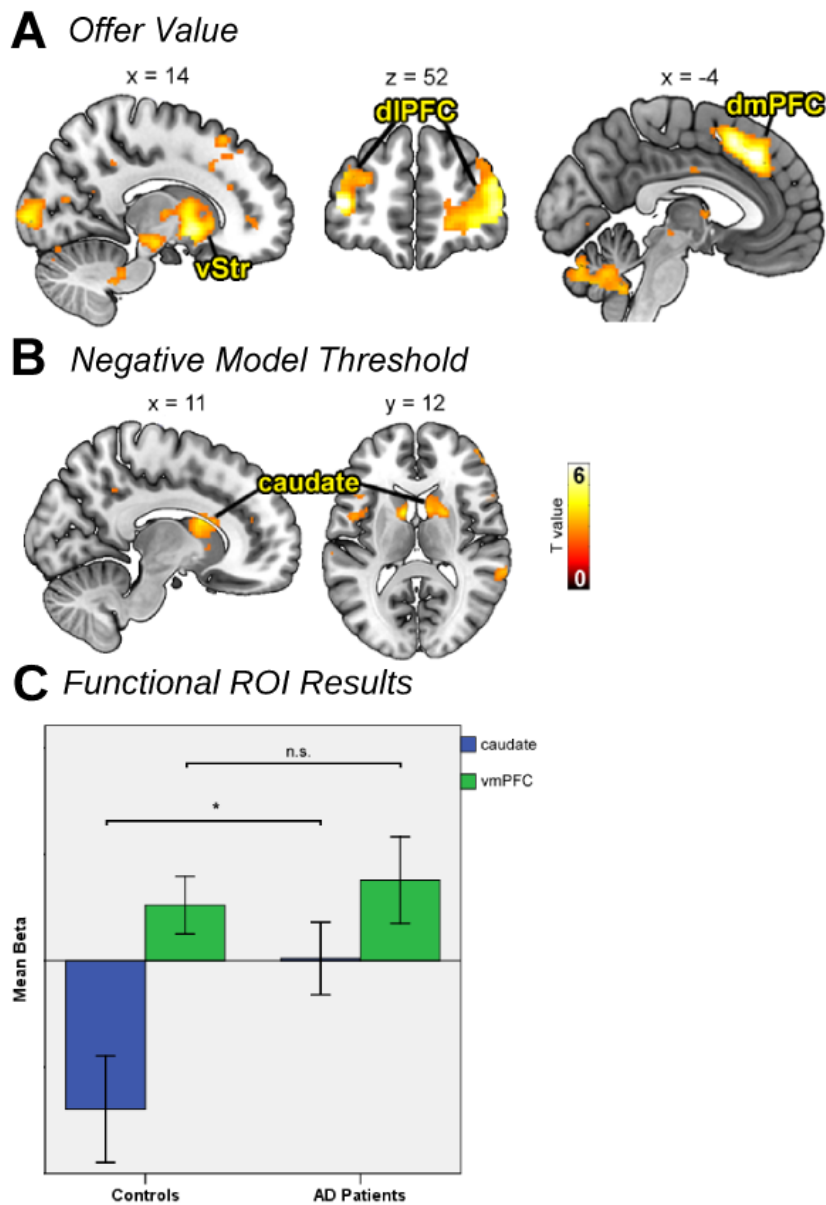 A Offer Value
x = 14
z = 52
x = -4
dlPFC
dmPFC
vStr
B Negative Model Threshold
x = 11
y = 12
caudate
6
T value
0
C Functional ROI Results
caudate
vmPFC
n.s.
*
Mean Beta
Controls
AD Patients